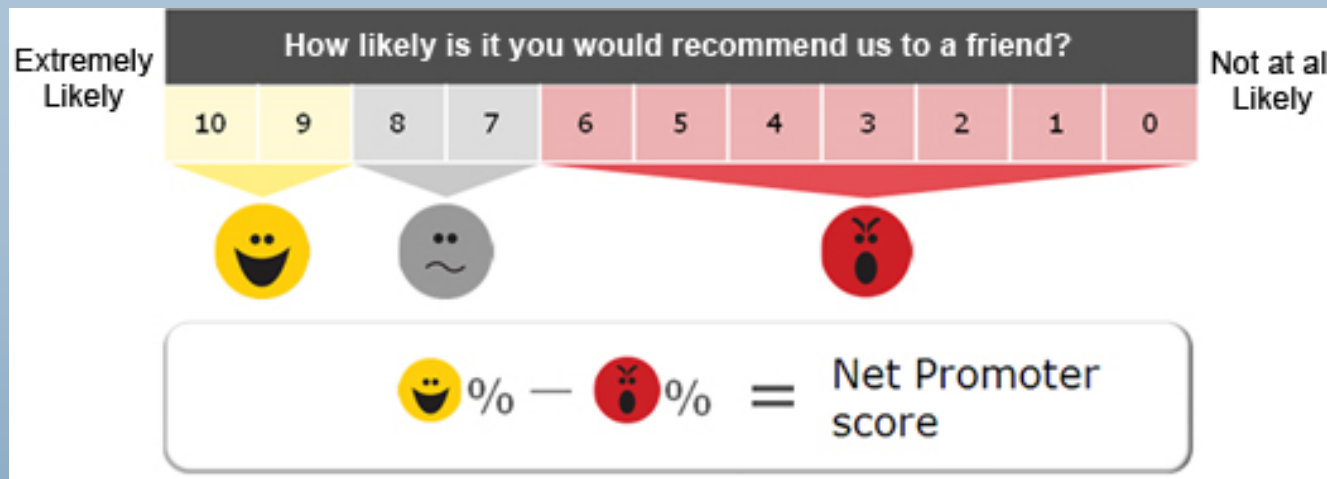 How likely is it you would recommend us to a friend?
Extremely
Likely
Not at al
Likely
10 9 8 7 6 5 4 3 2 1 0
% — % = Net Promoter
score